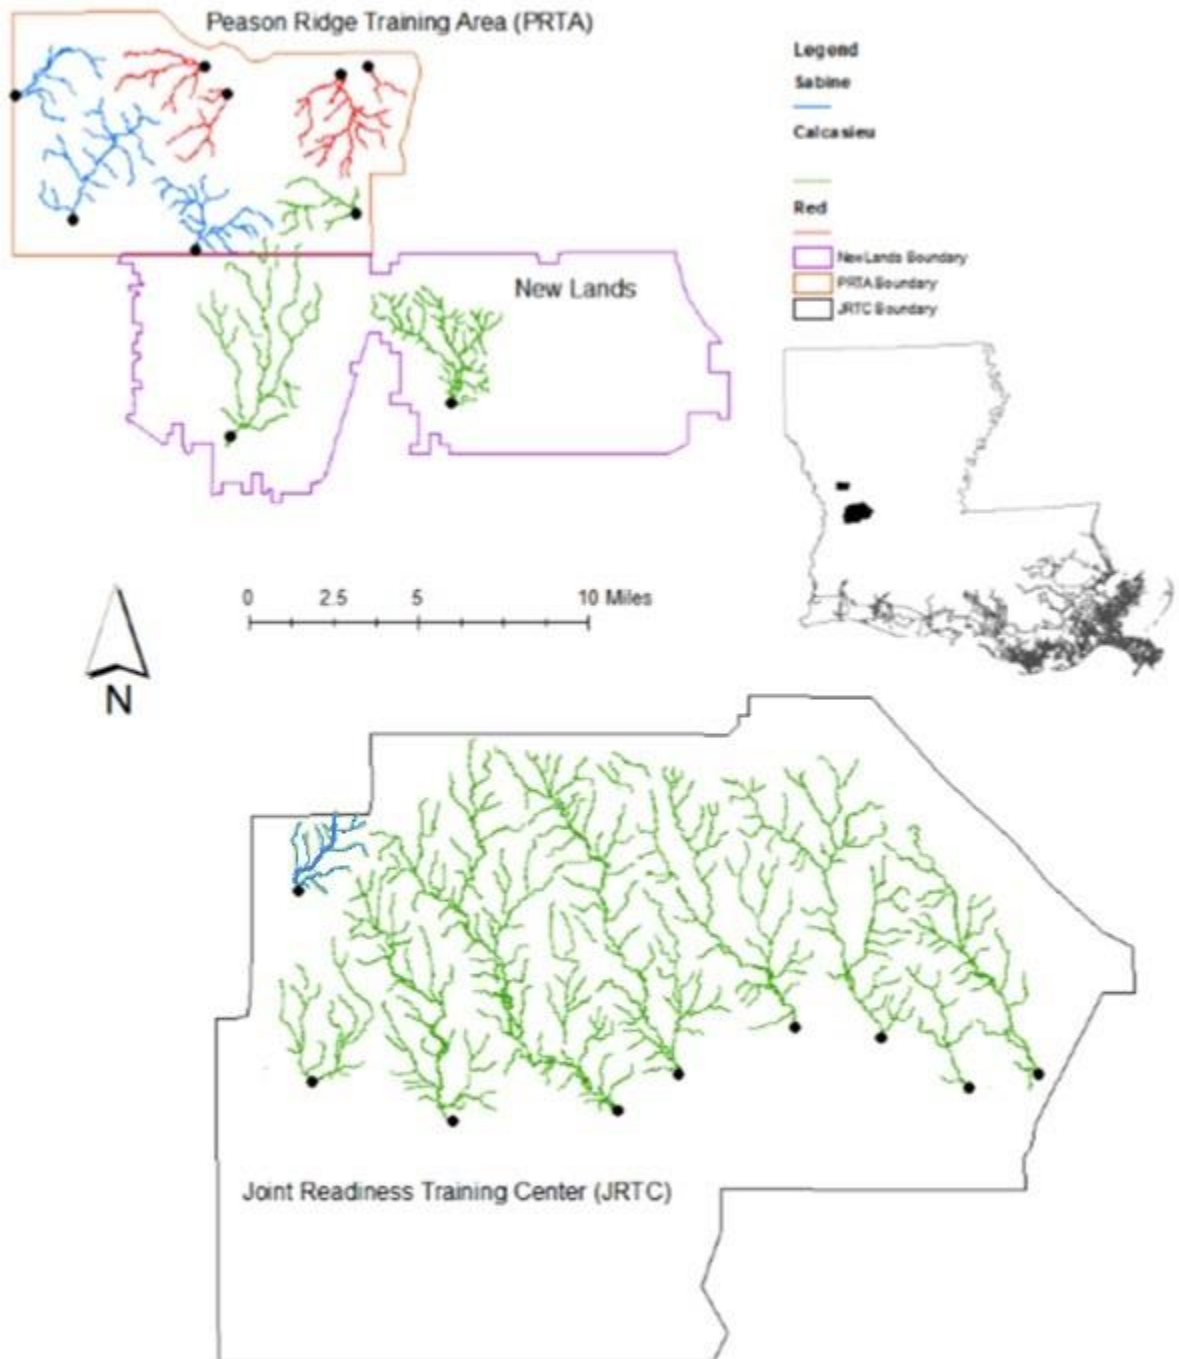 Peason Ridge Training Area (PRTA)
Legend
Sabine
Calcasieu
Red
New Lands Boundary
PRTA Boundary
JRTC Boundary
New Lands
0 2.5 5 10 Miles
N
Joint Readiness Training Center (JRTC)